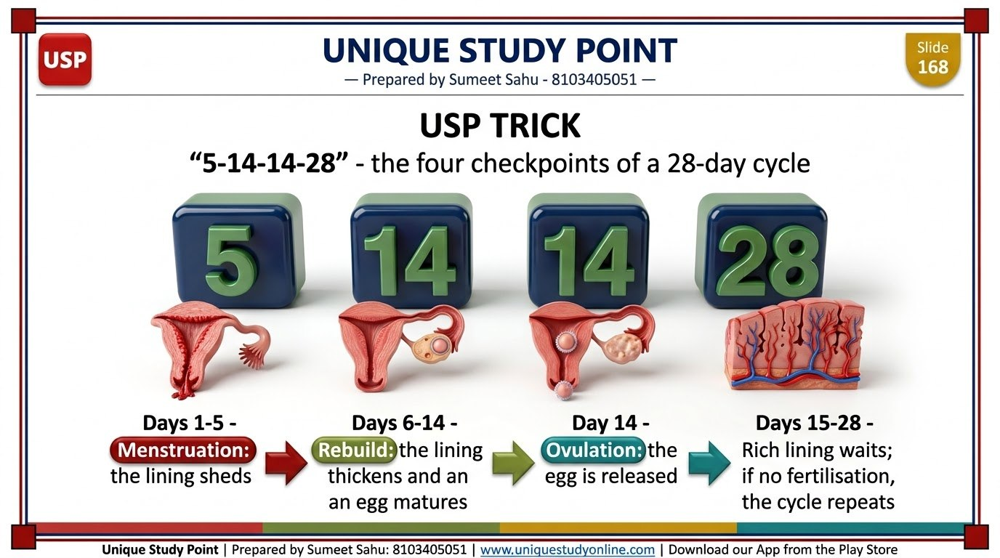 USP
UNIQUE STUDY POINT
— Prepared by Sumeet Sahu - 8103405051 —
Slide
168
USP TRICK
“5-14-14-28” - the four checkpoints of a 28-day cycle
5
14
14
28
Days 1-5 -
Menstruation:
the lining sheds
Days 6-14 -
Rebuild: the lining
thickens and an
an egg matures
Day 14 -
Ovulation: the
egg is released
Days 15-28 -
Rich lining waits;
if no fertilisation,
the cycle repeats
Unique Study Point | Prepared by Sumeet Sahu: 8103405051 | www.uniquestudyonline.com | Download our App from the Play Store